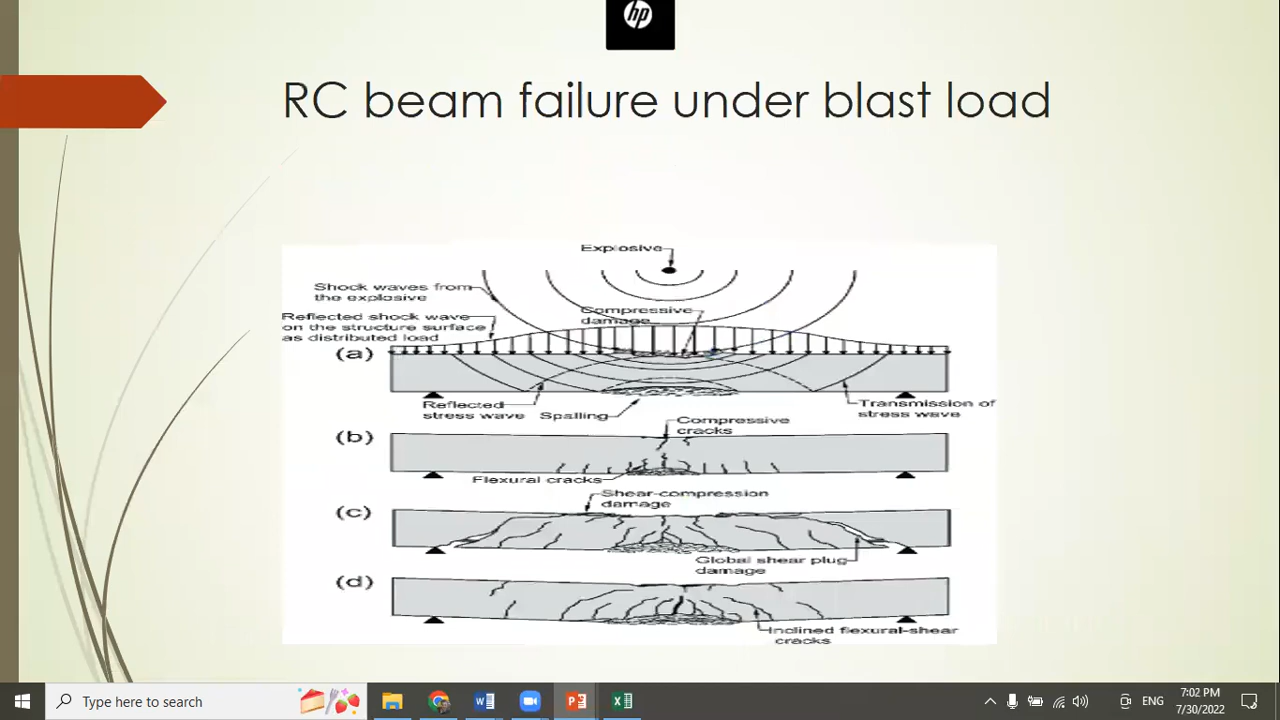 hp
RC beam failure under blast load
Explosive
Shock waves from
the explosive
Compressive
damage
Reflected shock wave
on the structure surface
as distributed load
(a)
Reflected
stress wave
Spalling
Transmission of
stress wave
(b)
Compressive
cracks
Flexural cracks
(c)
Shear-compression
damage
Global shear plug
damage
(d)
Inclined flexural-shear
cracks
Type here to search
ENG
7:02 PM
7/30/2022